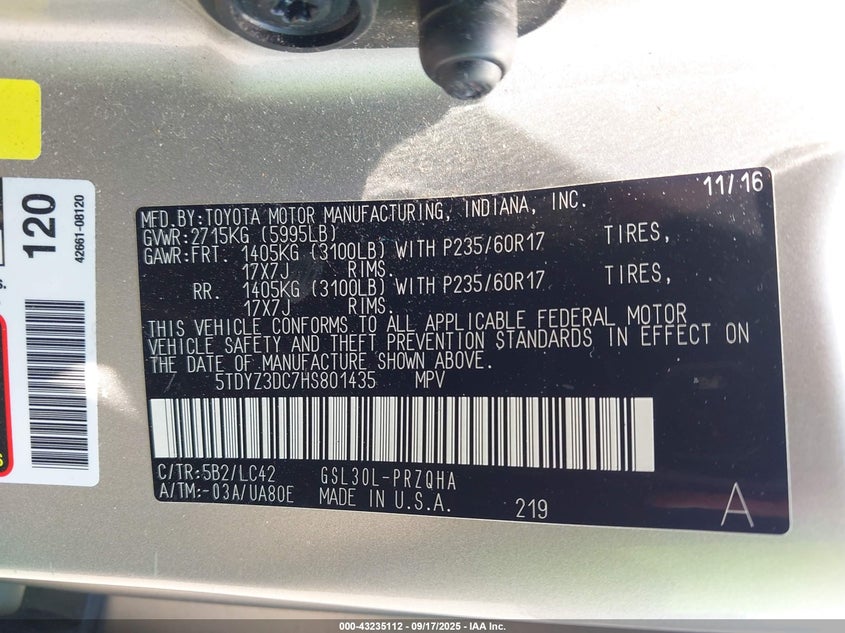 11/16
MFD.BY:TOYOTA MOTOR MANUFACTURING, INDIANA, INC.
GVWR:2715KG (5995LB)
GAWR:FRT. 1405KG (3100LB) WITH P235/60R17 TIRES,
17X7J RIMS.
RR. 1405KG (3100LB) WITH P235/60R17 TIRES,
17X7J RIMS.
THIS VEHICLE CONFORMS TO ALL APPLICABLE FEDERAL MOTOR
VEHICLE SAFETY AND THEFT PREVENTION STANDARDS IN EFFECT ON
THE DATE OF MANUFACTURE SHOWN ABOVE.
5TDYZ3DC7HS801435 MPV
C/TR:5B2/LC42 GSL30L-PRZQHA
A/TM:-03A/UA80E MADE IN U.S.A. 219 A
120
42661-08120
000-43235112 - 09/17/2025 - IAA Inc.